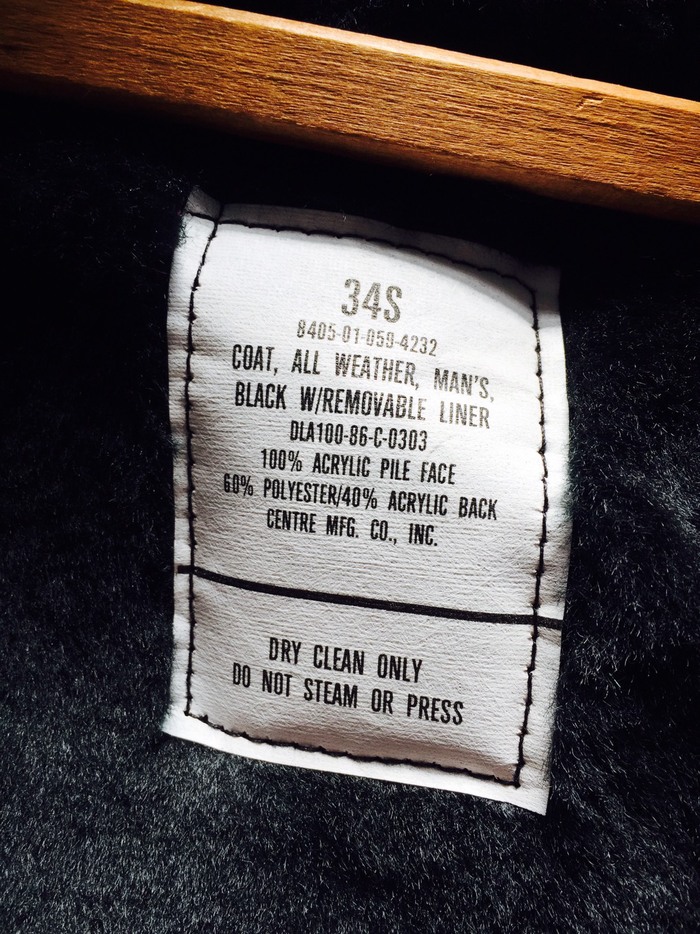 34S
8405-01-059-4232
COAT, ALL WEATHER, MAN'S,
BLACK W/REMOVABLE LINER
DLA100-86-C-0303
100% ACRYLIC PILE FACE
60% POLYESTER/40% ACRYLIC BACK
CENTRE MFG. CO., INC.
DRY CLEAN ONLY
DO NOT STEAM OR PRESS